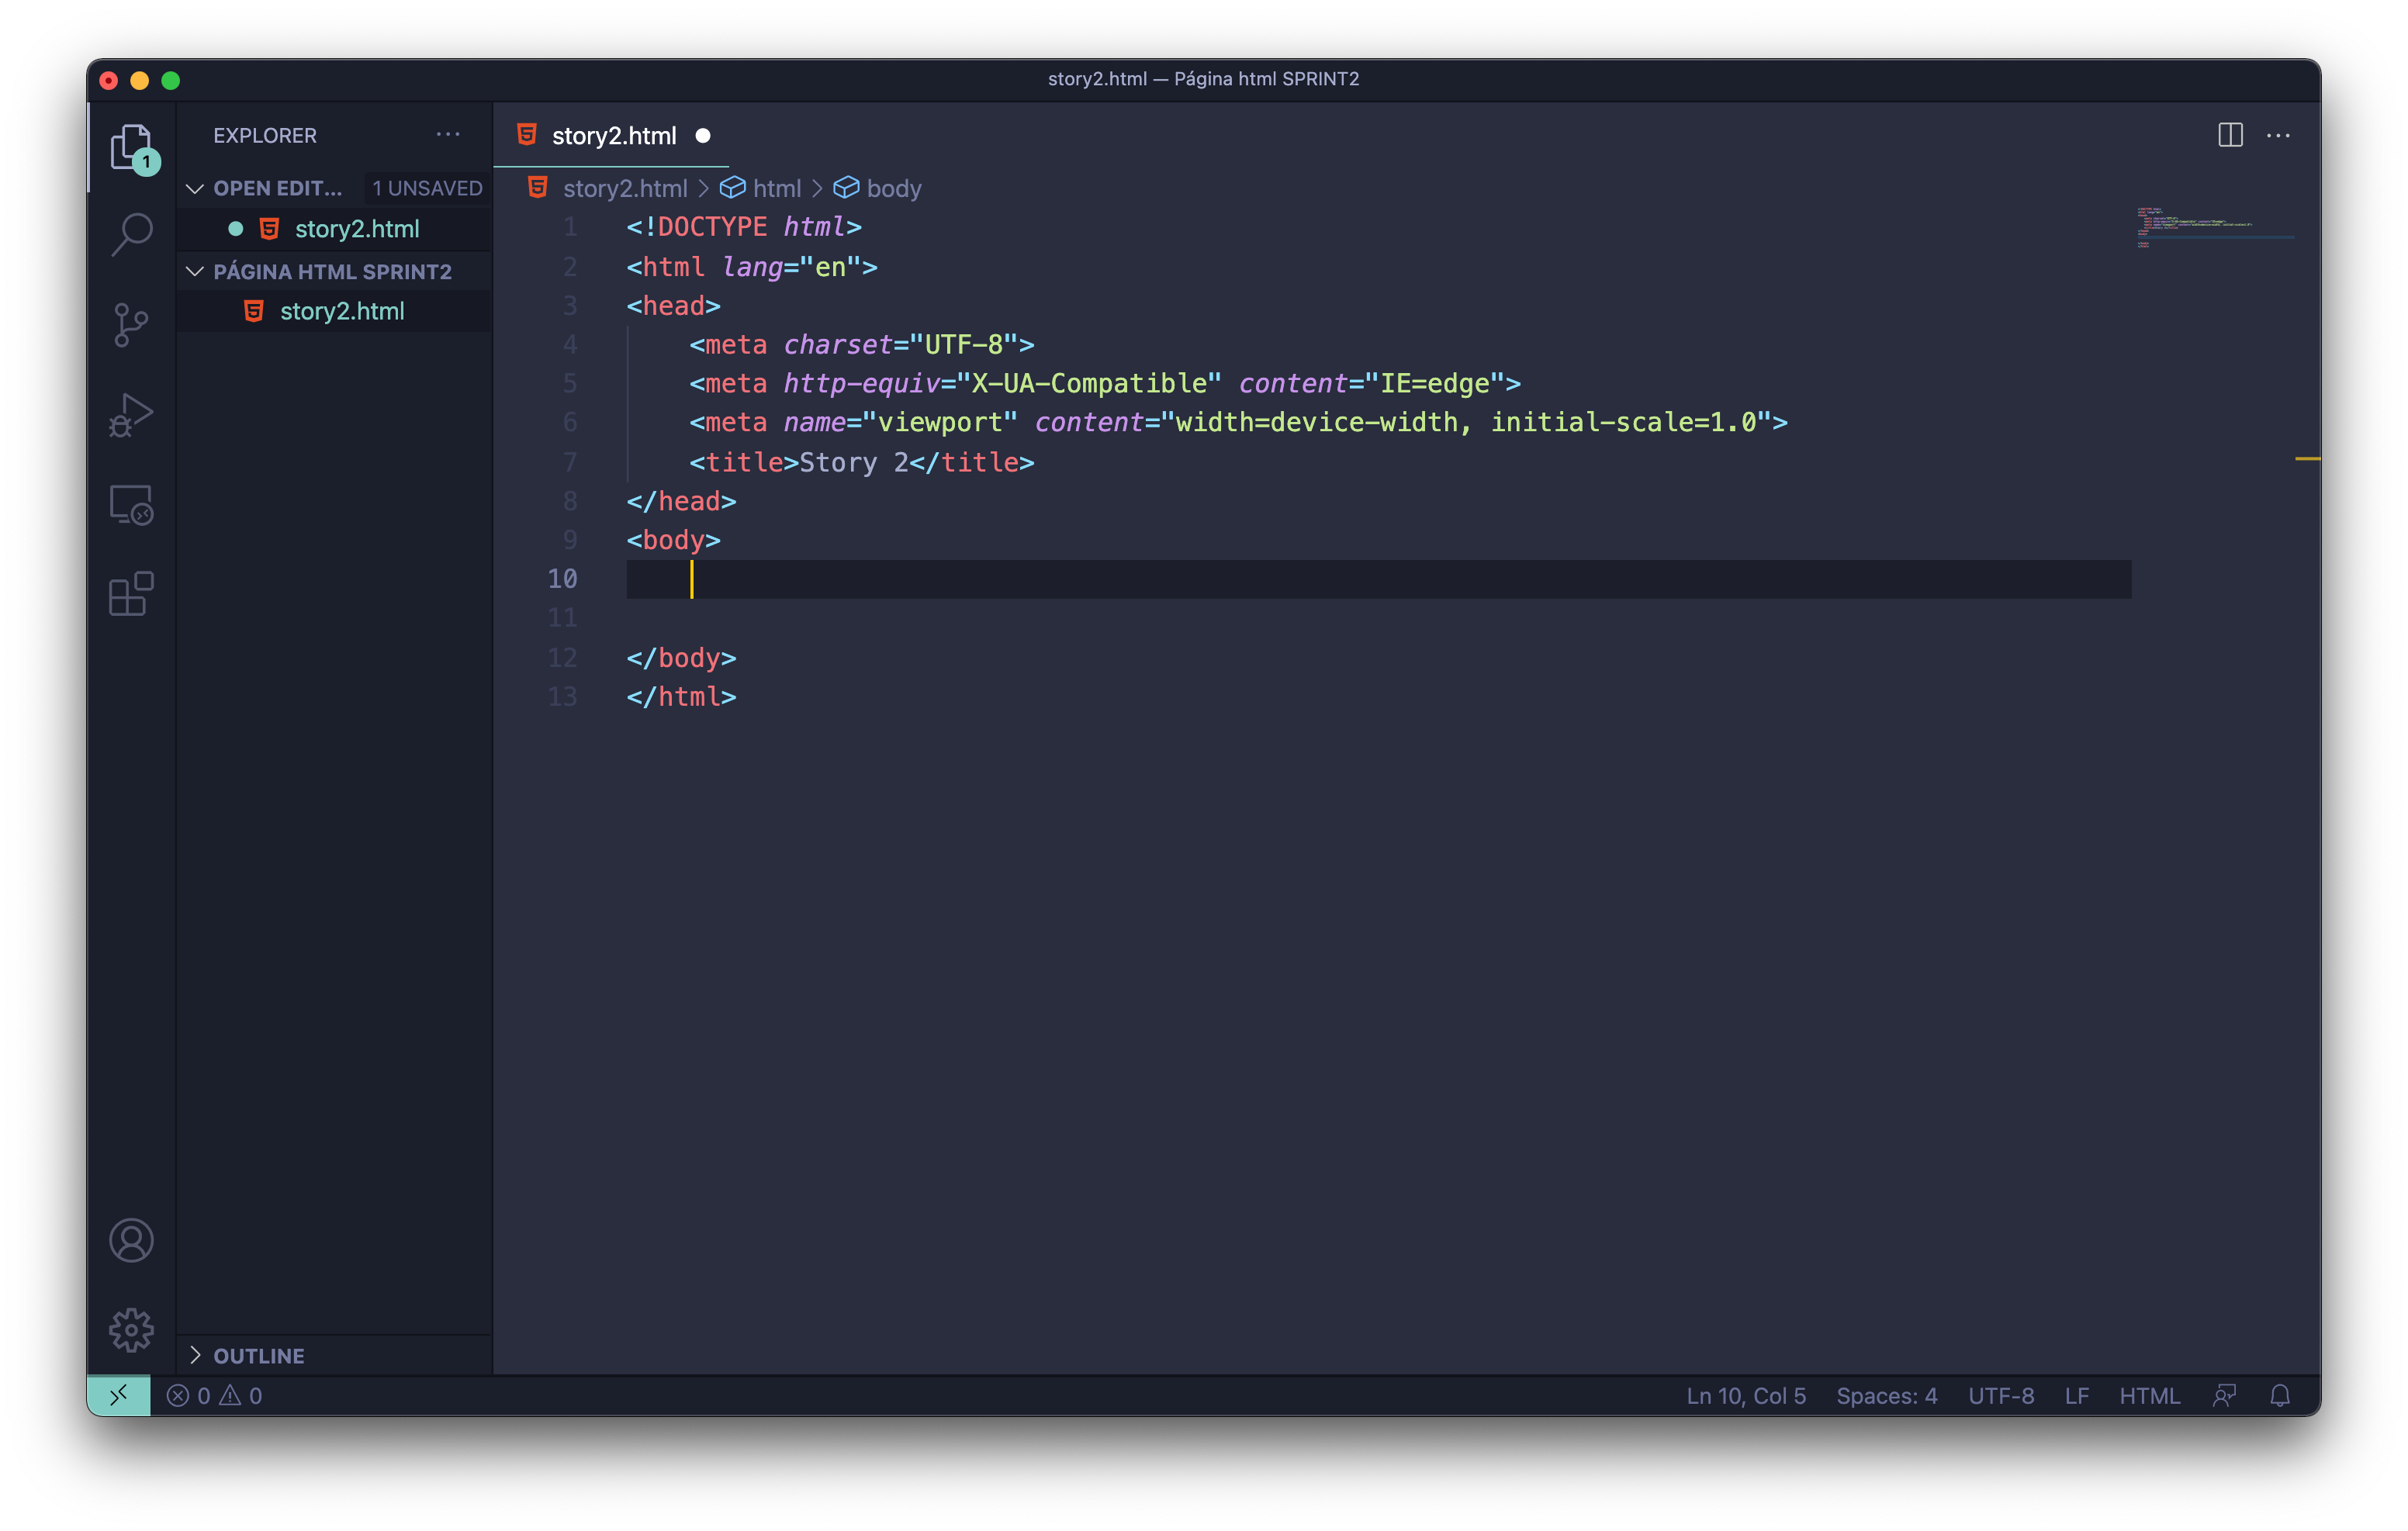 story2.html — Página html SPRINT2
EXPLORER
1
OPEN EDIT... 1 UNSAVED
story2.html
PÁGINA HTML SPRINT2
story2.html
OUTLINE
story2.html
story2.html > html > body
1 <!DOCTYPE html>
2 <html lang="en">
3 <head>
4 <meta charset="UTF-8">
5 <meta http-equiv="X-UA-Compatible" content="IE=edge">
6 <meta name="viewport" content="width=device-width, initial-scale=1.0">
7 <title>Story 2</title>
8 </head>
9 <body>
10
11
12 </body>
13 </html>
0 0
Ln 10, Col 5 Spaces: 4 UTF-8 LF HTML